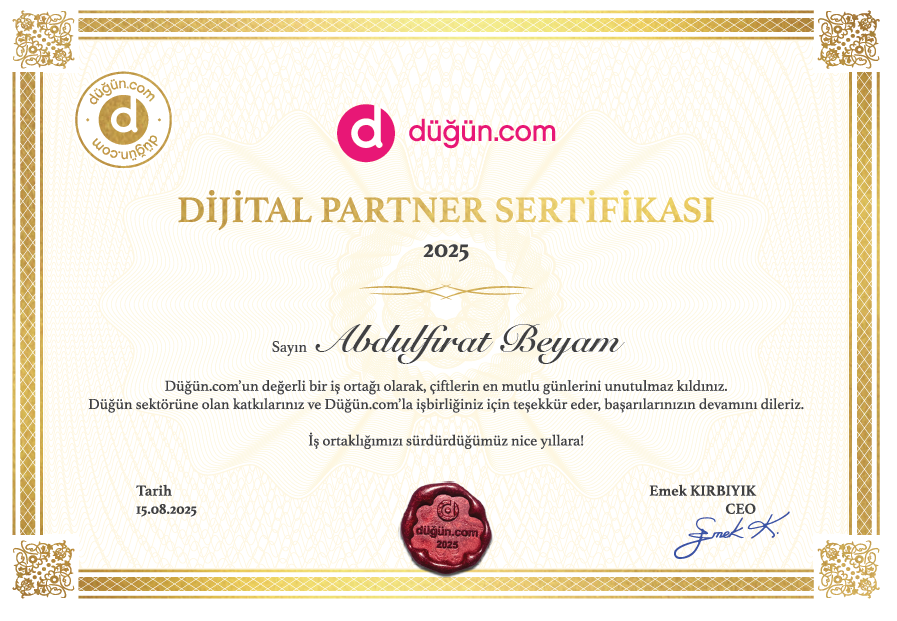 düğün.com
düğün.com
düğün.com
DİJİTAL PARTNER SERTİFİKASI
2025
Sayın Abdulfırat Beyam
Düğün.com’un değerli bir iş ortağı olarak, çiftlerin en mutlu günlerini unutulmaz kıldınız.
Düğün sektörüne olan katkılarınız ve Düğün.com’la işbirliğiniz için teşekkür eder, başarılarınızın devamını dileriz.
İş ortaklığımızı sürdürdüğümüz nice yıllara!
Tarih
15.08.2025
düğün.com
2025
Emek KIRBIYIK
CEO
Emek K.